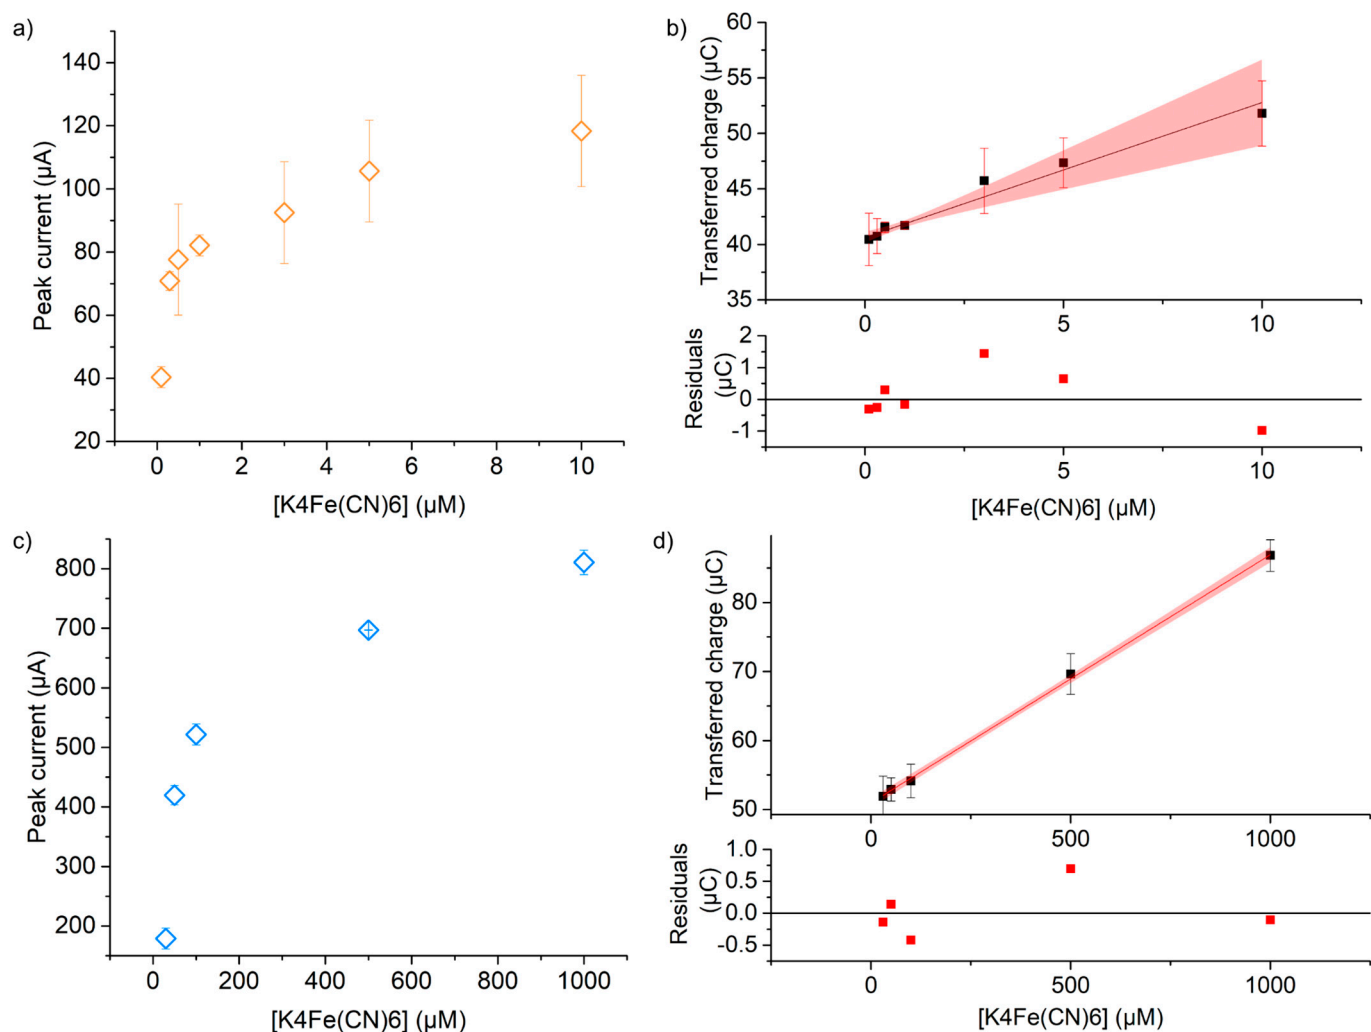 a)
140
120
100
80
60
40
20
Peak current (µA)
0 2 4 6 8 10
[K4Fe(CN)6] (µM)
b)
60
55
50
45
40
35
Transferred charge (µC)
0 5 10
2
1
0
-1
Residuals
(µC)
0 5 10
[K4Fe(CN)6] (µM)
c)
800
700
600
500
400
300
200
Peak current (µA)
0 200 400 600 800 1000
[K4Fe(CN)6] (µM)
d)
80
70
60
50
Transferred charge (µC)
0 500 1000
1.0
0.5
0.0
-0.5
Residuals
(µC)
0 500 1000
[K4Fe(CN)6] (µM)